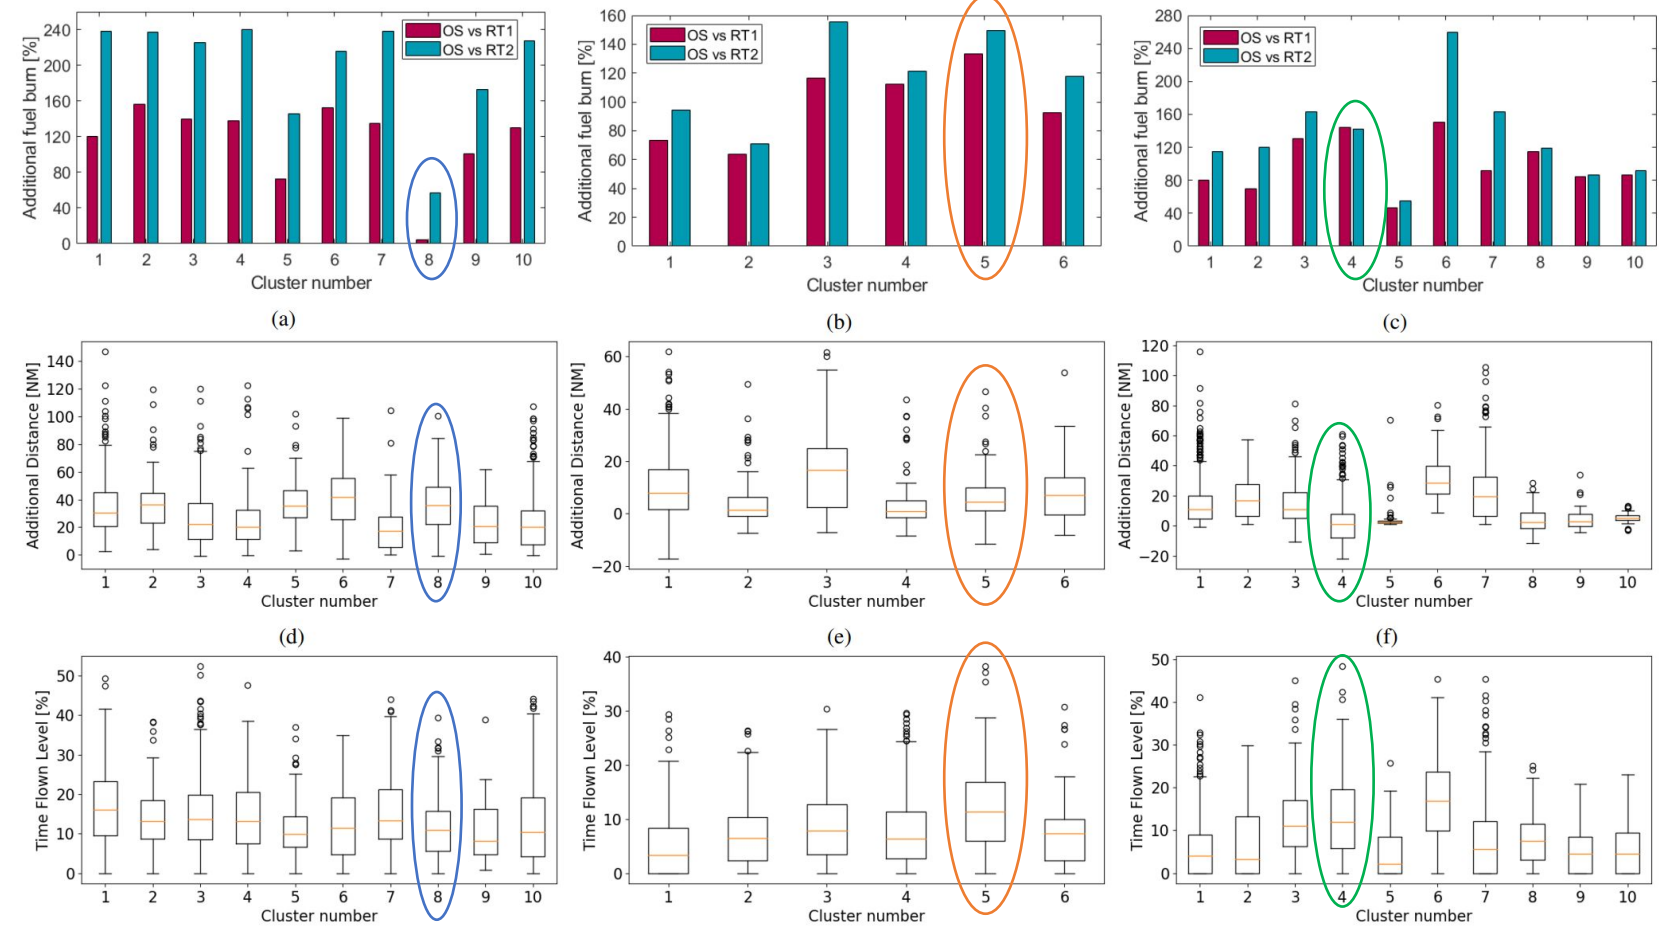 Additional fuel burn [%]
240
200
160
120
80
40
0
OS vs RT1
OS vs RT2
1 2 3 4 5 6 7 8 9 10
Cluster number
(a)
Additional fuel burn [%]
160
140
120
100
80
60
40
20
0
OS vs RT1
OS vs RT2
1 2 3 4 5 6
Cluster number
(b)
Additional fuel burn [%]
280
240
200
160
120
80
40
0
OS vs RT1
OS vs RT2
1 2 3 4 5 6 7 8 9 10
Cluster number
(c)
Additional Distance [NM]
140
120
100
80
60
40
20
0
1 2 3 4 5 6 7 8 9 10
Cluster number
(d)
Additional Distance [NM]
60
40
20
0
−20
1 2 3 4 5 6
Cluster number
(e)
Additional Distance [NM]
120
100
80
60
40
20
0
−20
1 2 3 4 5 6 7 8 9 10
Cluster number
(f)
Time Flown Level [%]
50
40
30
20
10
0
1 2 3 4 5 6 7 8 9 10
Cluster number
Time Flown Level [%]
40
30
20
10
0
1 2 3 4 5 6
Cluster number
Time Flown Level [%]
50
40
30
20
10
0
1 2 3 4 5 6 7 8 9 10
Cluster number